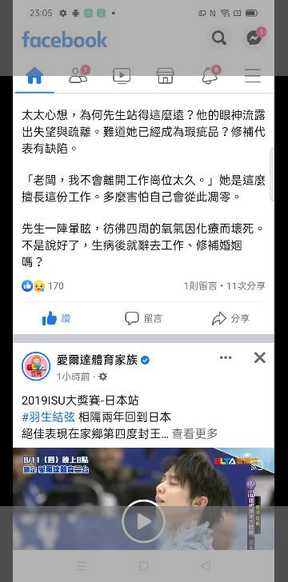 23:05
facebook
太太心想，為何先生站得這麼遠？他的眼神流露
出失望與疏離。難道她已經成為瑕疵品？修補代
表有缺陷。
「老闆，我不會離開工作崗位太久。」她是這麼
擅長這份工作。多麼害怕自己會從此凋零。
先生一陣暈眩，彷彿四周的氧氣因化療而壞死。
不是說好了，生病後就辭去工作、修補婚姻
嗎？
170
1則留言・11次分享
讚 留言 分享
愛爾達體育家族
1小時前
2019ISU大獎賽-日本站
#羽生結弦 相隔兩年回到日本
絕佳表現在家鄉第四度封王... 查看更多
8/11 (四) 晚上8點
ELTA